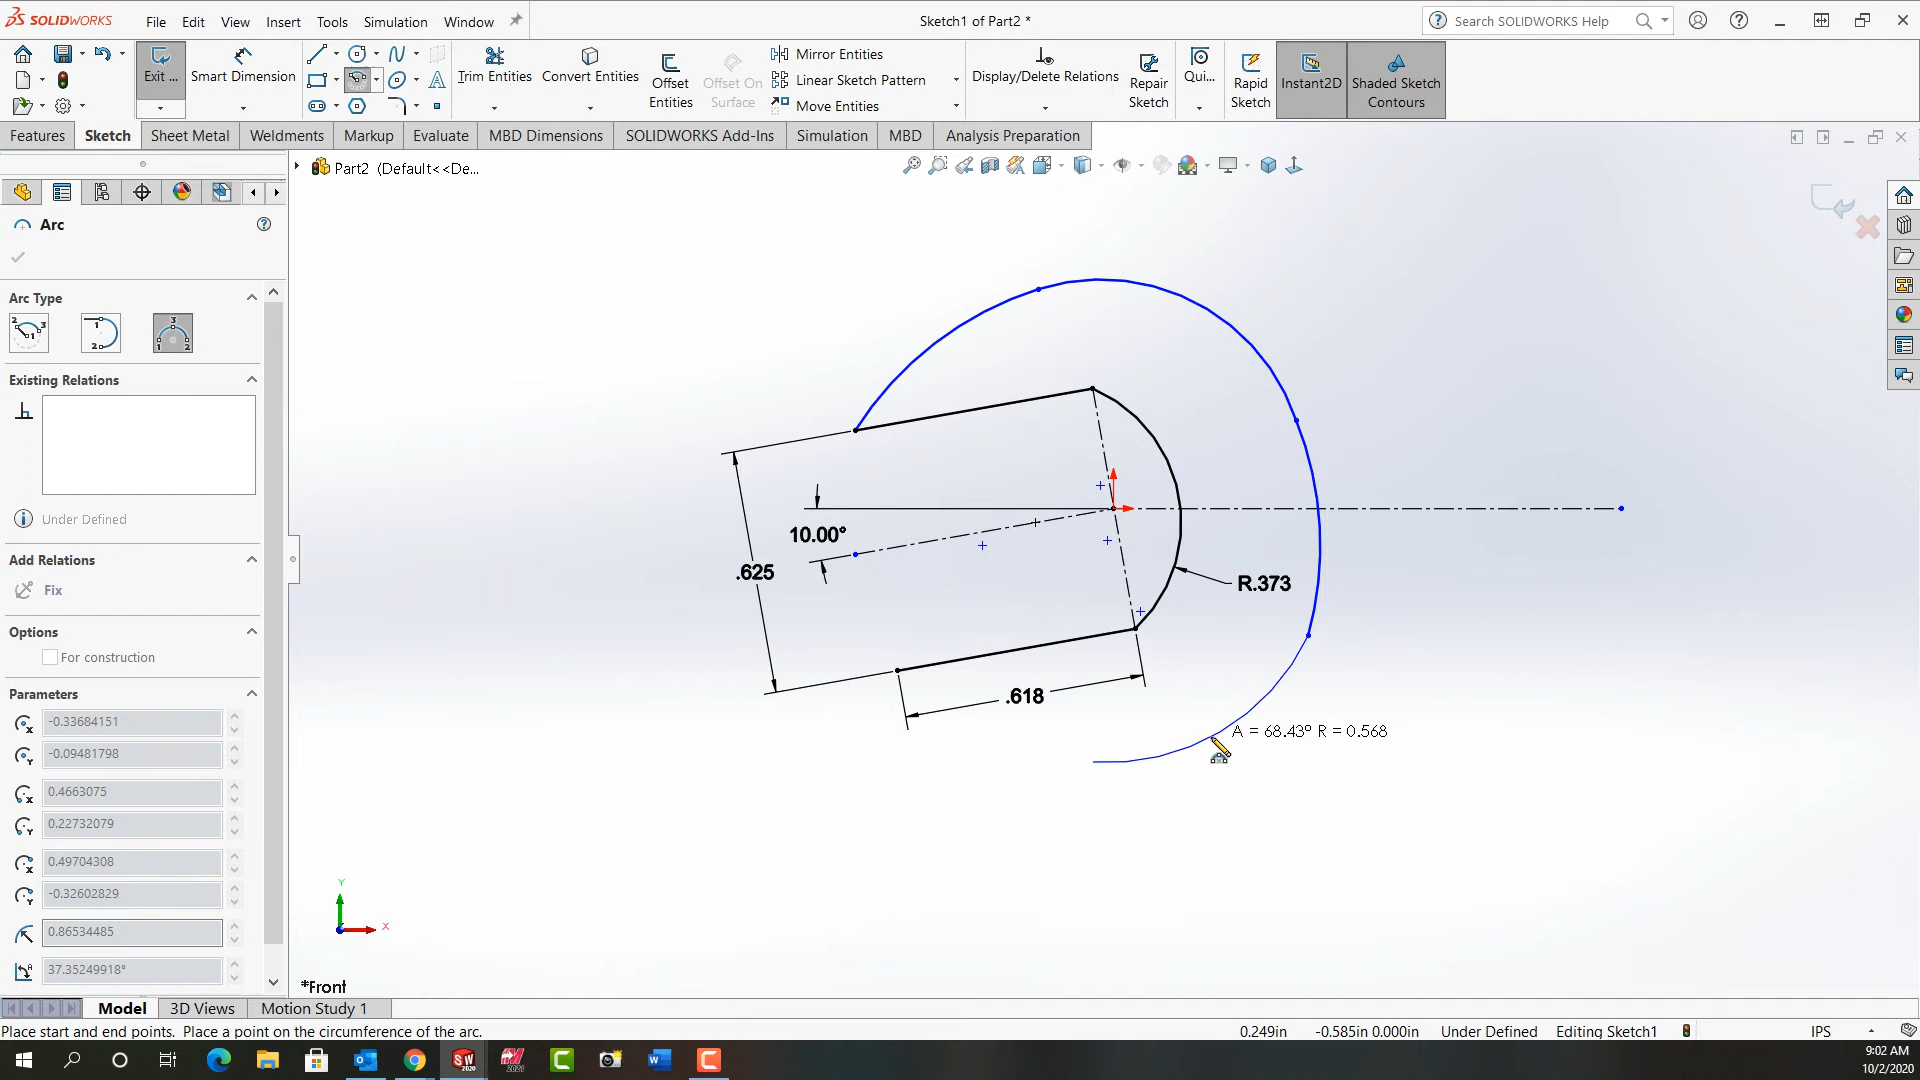 SOLIDWORKS
File Edit View Insert Tools Simulation Window
Sketch1 of Part2 *
Search SOLIDWORKS Help
Exit ...
Smart Dimension
Trim Entities
Convert Entities
Offset Entities
Offset On Surface
Mirror Entities
Linear Sketch Pattern
Move Entities
Display/Delete Relations
Repair Sketch
Qui...
Rapid Sketch
Instant2D
Shaded Sketch Contours
Features Sketch Sheet Metal Weldments Markup Evaluate MBD Dimensions SOLIDWORKS Add-Ins Simulation MBD Analysis Preparation
Part2 (Default<<De...
Arc
Arc Type
Existing Relations
Under Defined
Add Relations
Fix
Options
For construction
Parameters
-0.33684151
-0.09481798
0.4663075
0.22732079
0.49704308
-0.32602829
0.86534485
37.35249918°
10.00°
.625
R.373
.618
A = 68.43° R = 0.568
Y
X
*Front
Model 3D Views Motion Study 1
Place start and end points. Place a point on the circumference of the arc.
0.249in -0.585in 0.000in Under Defined Editing Sketch1 IPS
9:02 AM
10/2/2020